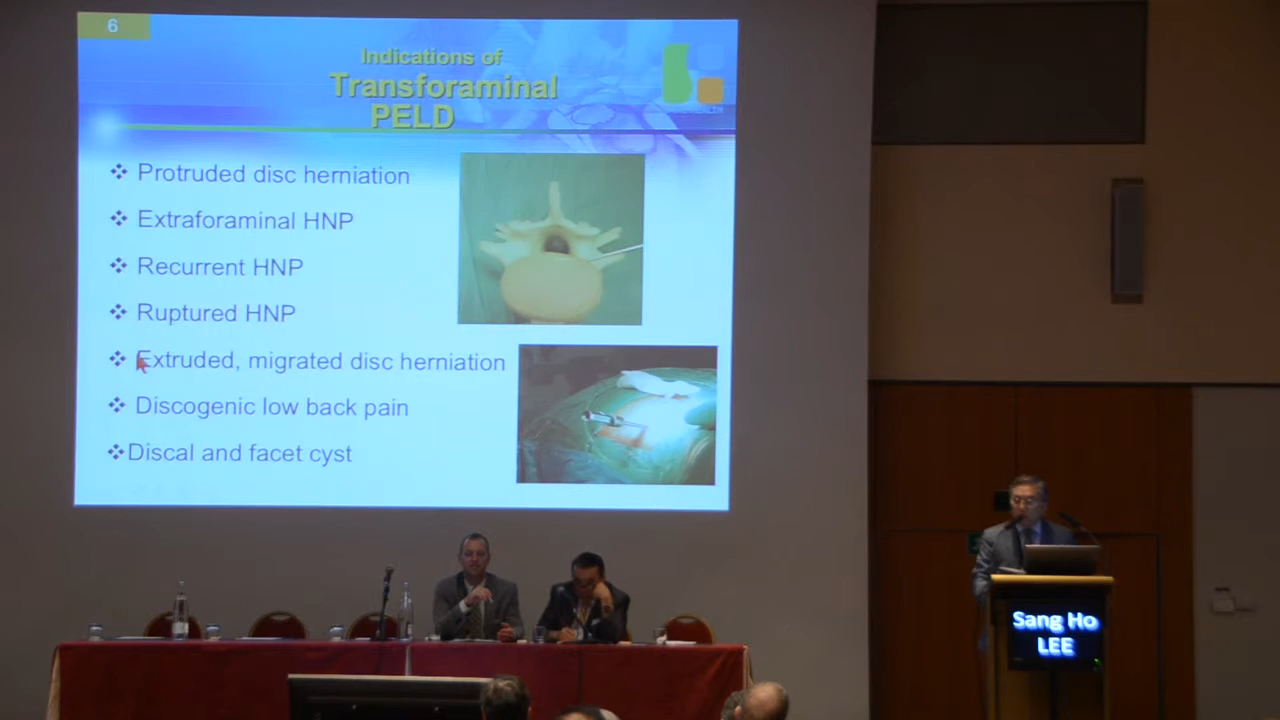 6
Indications of
Transforaminal
PELD
Protruded disc herniation
Extraforaminal HNP
Recurrent HNP
Ruptured HNP
Extruded, migrated disc herniation
Discogenic low back pain
Discal and facet cyst
Sang Ho
LEE